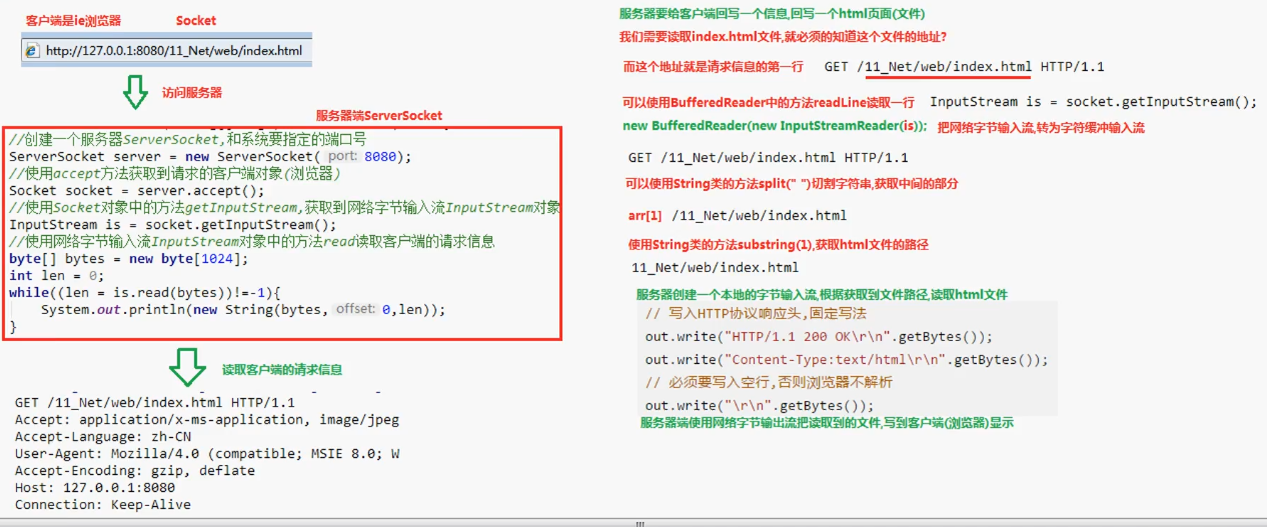 客户端是ie浏览器 Socket
http://127.0.0.1:8080/11_Net/web/index.html
访问服务器
服务器端ServerSocket
//创建一个服务器ServerSocket,和系统要指定的端口号
ServerSocket server = new ServerSocket( port: 8080);
//使用accept方法获取到请求的客户端对象(浏览器)
Socket socket = server.accept();
//使用Socket对象中的方法getInputStream,获取到网络字节输入流InputStream对象
InputStream is = socket.getInputStream();
//使用网络字节输入流InputStream对象中的方法read读取客户端的请求信息
byte[] bytes = new byte[1024];
int len = 0;
while((len = is.read(bytes))!=-1){
System.out.println(new String(bytes, offset: 0,len));
}
读取客户端的请求信息
GET /11_Net/web/index.html HTTP/1.1
Accept: application/x-ms-application, image/jpeg
Accept-Language: zh-CN
User-Agent: Mozilla/4.0 (compatible; MSIE 8.0; W
Accept-Encoding: gzip, deflate
Host: 127.0.0.1:8080
Connection: Keep-Alive
服务器要给客户端回写一个信息,回写一个html页面(文件)
我们需要读取index.html文件,就必须的知道这个文件的地址?
而这个地址就是请求信息的第一行 GET /11_Net/web/index.html HTTP/1.1
可以使用BufferedReader中的方法readLine读取一行 InputStream is = socket.getInputStream();
new BufferedReader(new InputStreamReader(is)); 把网络字节输入流,转为字符缓冲输入流
GET /11_Net/web/index.html HTTP/1.1
可以使用String类的方法split(" ")切割字符串,获取中间的部分
arr[1] /11_Net/web/index.html
使用String类的方法substring(1),获取html文件的路径
11_Net/web/index.html
服务器创建一个本地的字节输入流,根据获取到文件路径,读取html文件
// 写入HTTP协议响应头,固定写法
out.write("HTTP/1.1 200 OK\r\n".getBytes());
out.write("Content-Type:text/html\r\n".getBytes());
// 必须要写入空行,否则浏览器不解析
out.write("\r\n".getBytes());
服务器端使用网络字节输出流把读取到的文件,写到客户端(浏览器)显示